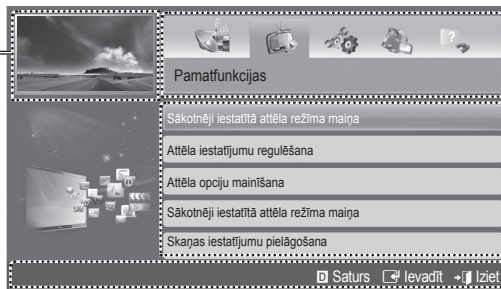 Pamatfunkcijas
Sākotnēji iestatītā attēla režīma maiņa
Attēla iestatījumu regulēšana
Attēla opciju mainīšana
Sākotnēji iestatītā attēla režīma maiņa
Skaņas iestatījumu pielāgošana
D Saturs Ievadīt Iziet